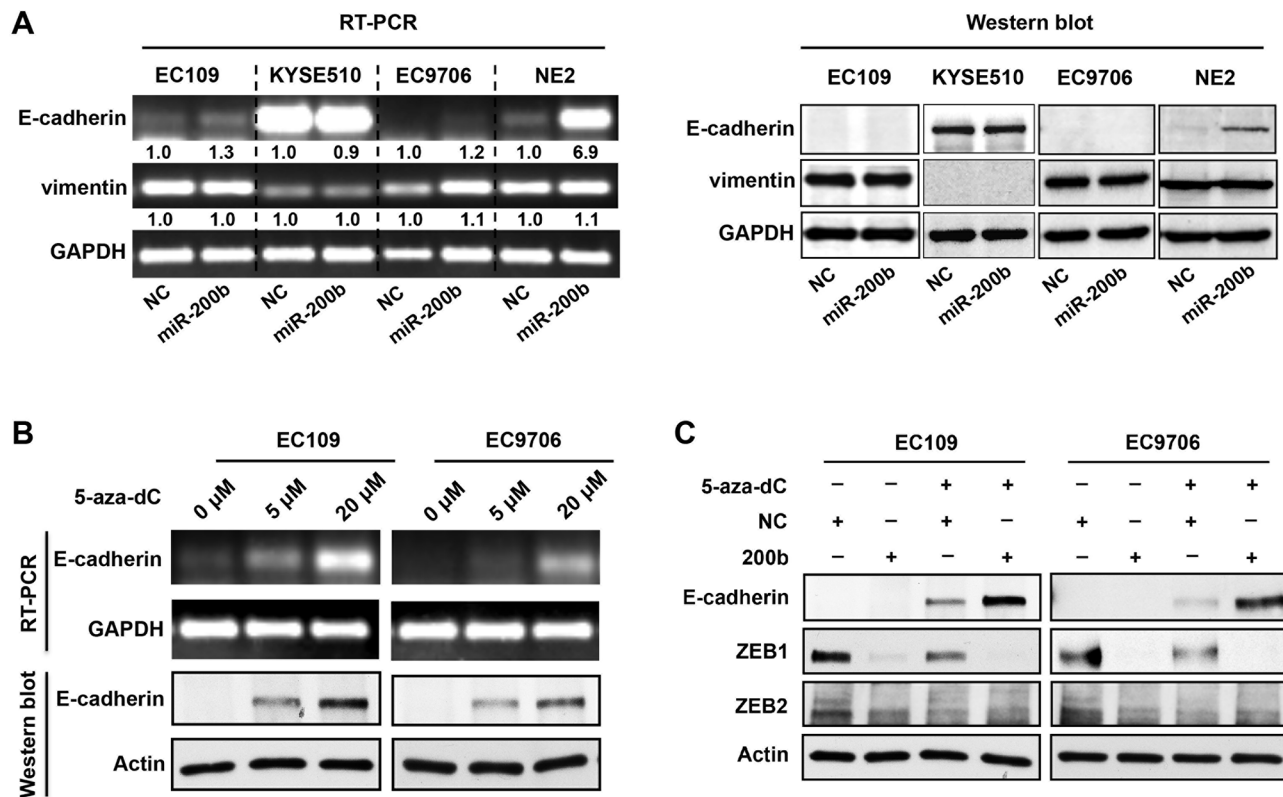 A
RT-PCR
EC109 KYSE510 EC9706 NE2
E-cadherin
1.0 1.3 1.0 0.9 1.0 1.2 1.0 6.9
vimentin
1.0 1.0 1.0 1.0 1.0 1.1 1.0 1.1
GAPDH
NC miR-200b NC miR-200b NC miR-200b NC miR-200b
Western blot
EC109 KYSE510 EC9706 NE2
E-cadherin
vimentin
GAPDH
NC miR-200b NC miR-200b NC miR-200b NC miR-200b
B
EC109 EC9706
5-aza-dC 0 µM 5 µM 20 µM 0 µM 5 µM 20 µM
RT-PCR
E-cadherin
GAPDH
Western blot
E-cadherin
Actin
C
EC109 EC9706
5-aza-dC – – + + – – + +
NC + – + – + – + –
200b – + – + – + – +
E-cadherin
ZEB1
ZEB2
Actin